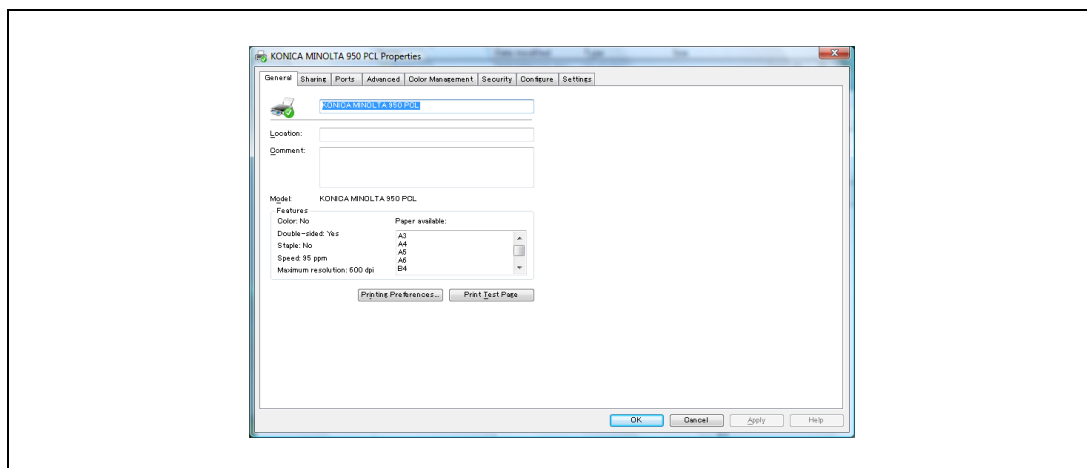 KONICA MINOLTA 950 PCL Properties
General Sharing Ports Advanced Color Management Security Configure Settings
KONICA MINOLTA 950 PCL
Location:
Comment:
Model: KONICA MINOLTA 950 PCL
Features
Color: No Paper available:
Double-sided: Yes A3
Staple: No A4
Speed: 95 ppm A5
Maximum resolution: 600 dpi A6
B4
Printing Preferences... Print Test Page
OK Cancel Apply Help